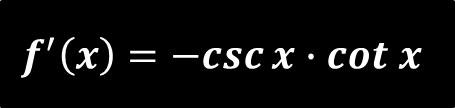 f′(x) = −csc x · cot x